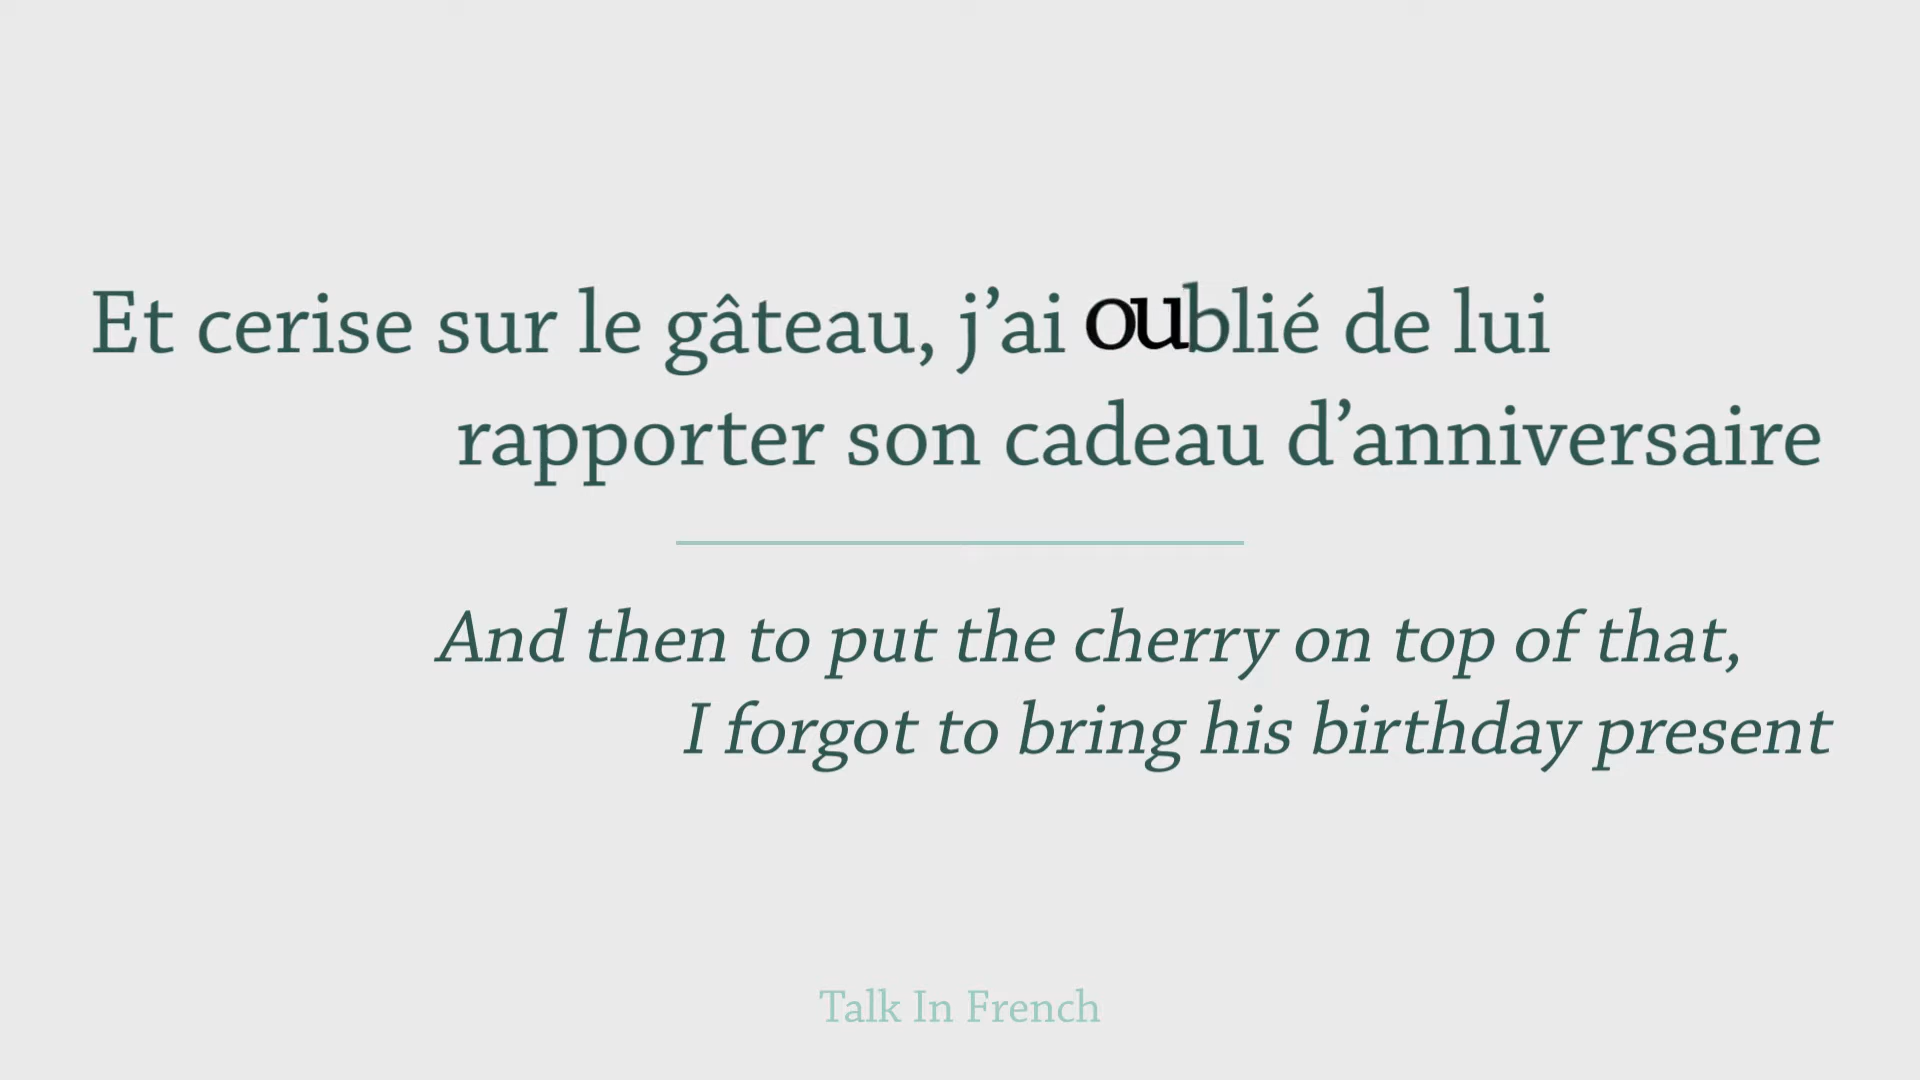 Et cerise sur le gâteau, j’ai oublié de lui
rapporter son cadeau d’anniversaire
And then to put the cherry on top of that,
I forgot to bring his birthday present
Talk In French